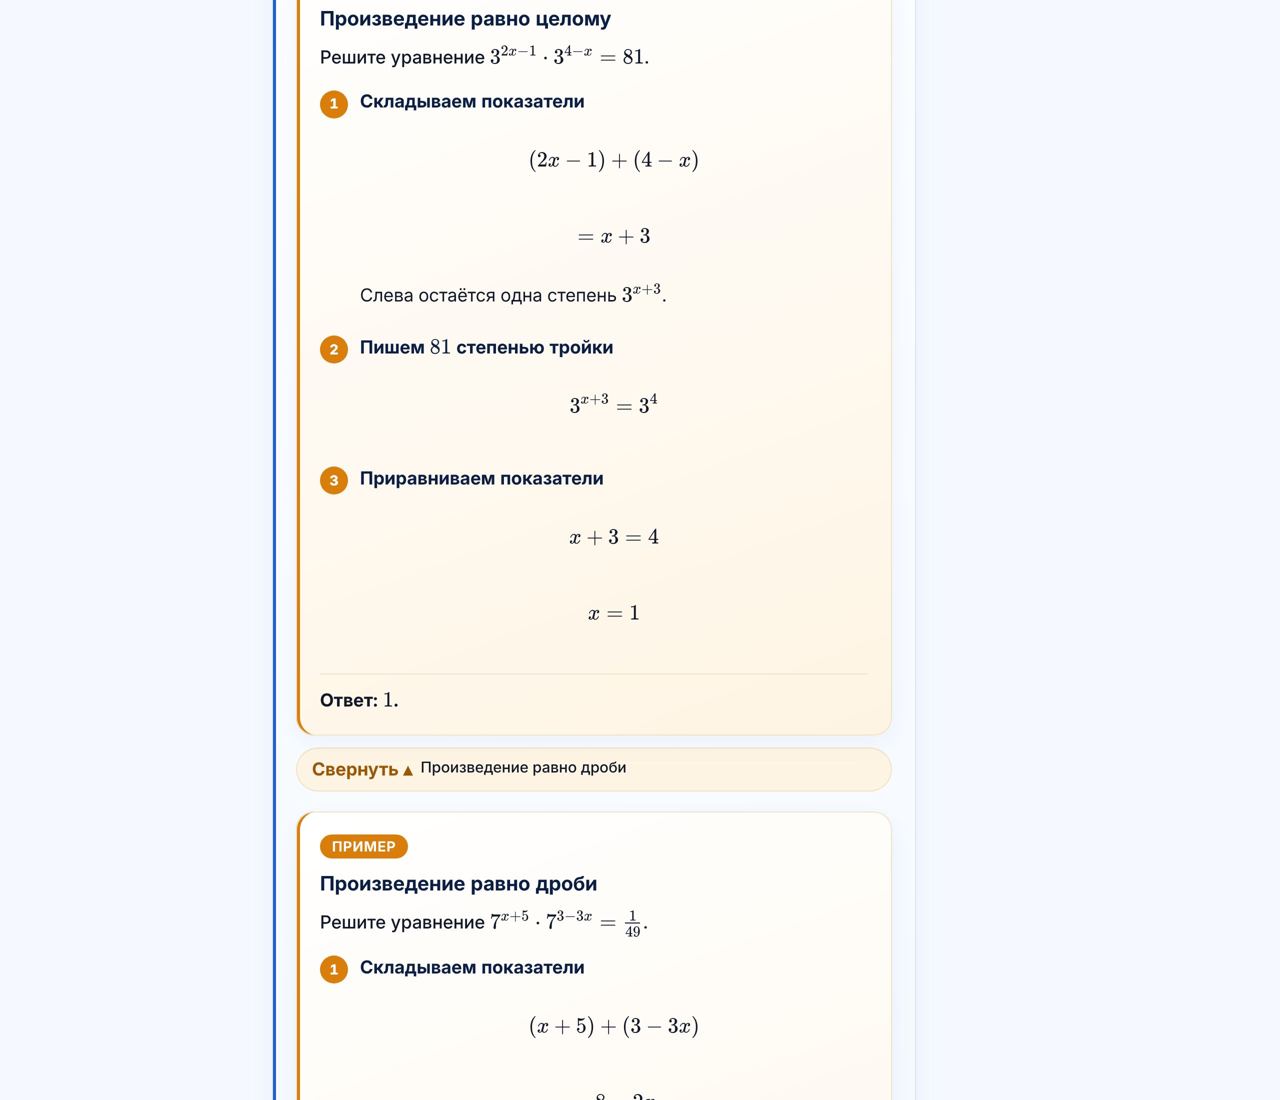 Произведение равно целому
Решите уравнение 3^{2x−1} · 3^{4−x} = 81.
1 Складываем показатели
(2x − 1) + (4 − x)
= x + 3
Слева остаётся одна степень 3^{x+3}.
2 Пишем 81 степенью тройки
3^{x+3} = 3^4
3 Приравниваем показатели
x + 3 = 4
x = 1
Ответ: 1.
Свернуть ▲ Произведение равно дроби
ПРИМЕР
Произведение равно дроби
Решите уравнение 7^{x+5} · 7^{3−3x} = \frac{1}{49}.
1 Складываем показатели
(x + 5) + (3 − 3x)